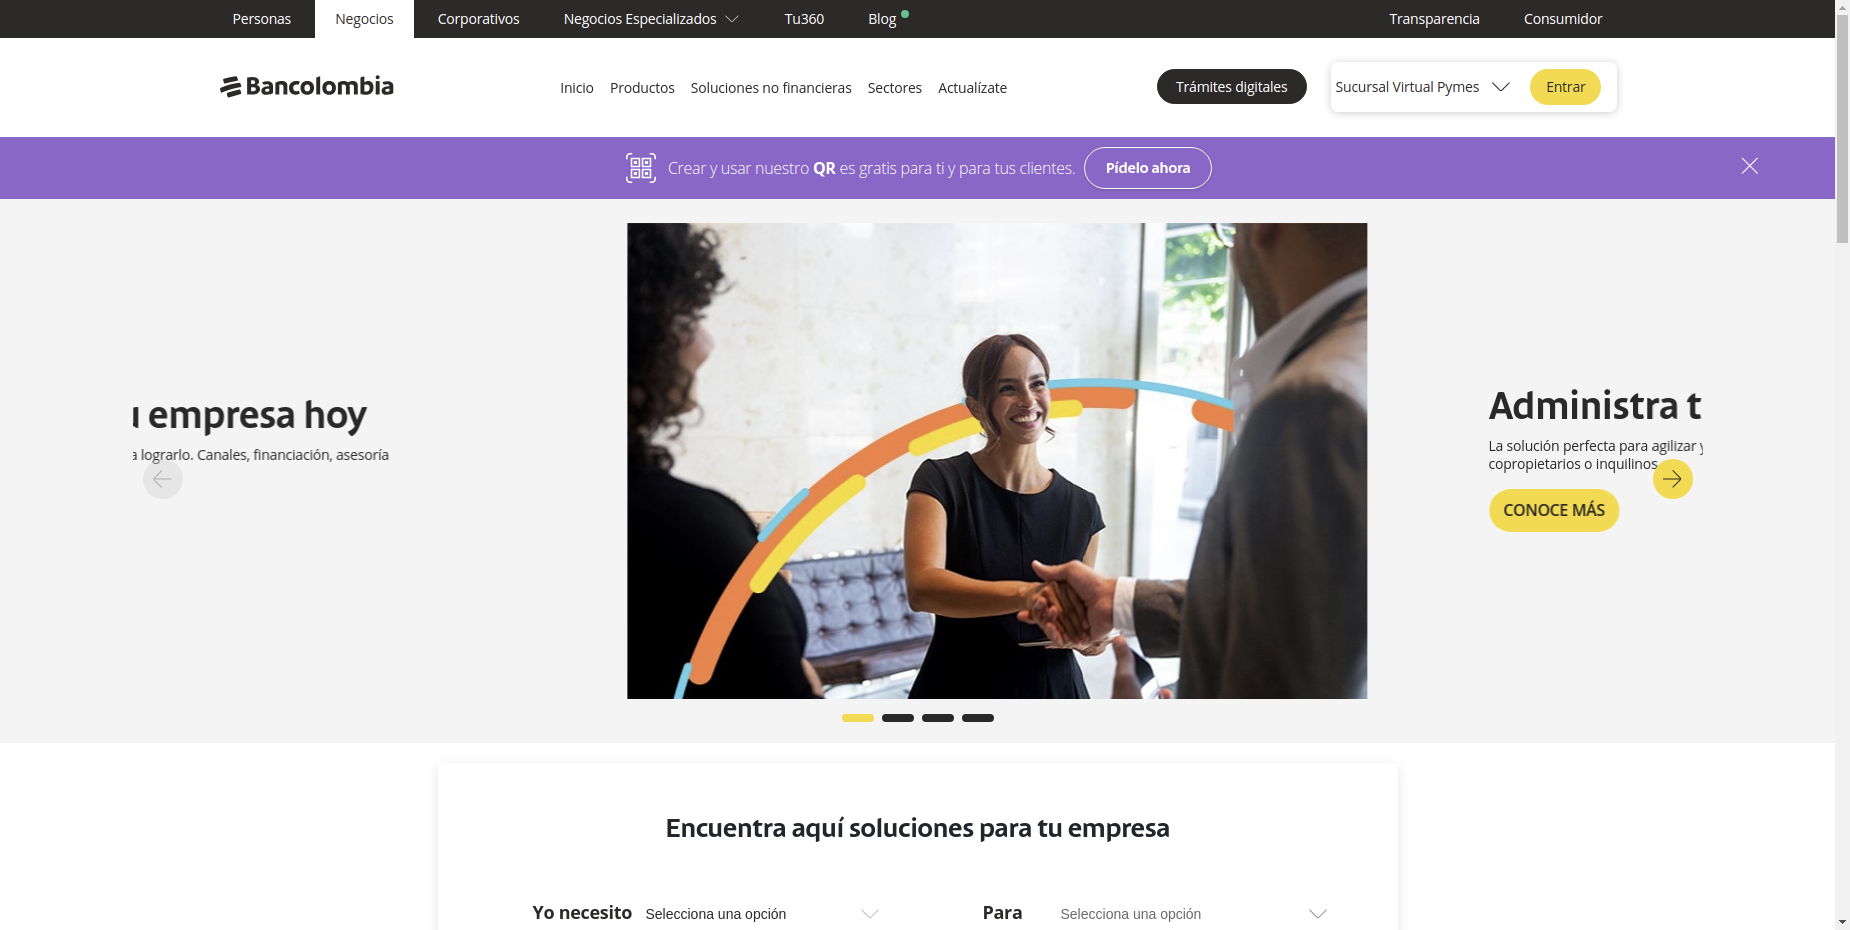 Personas
Negocios
Corporativos
Negocios Especializados
Tu360
Blog
Transparencia
Consumidor
Bancolombia
Inicio
Productos
Soluciones no financieras
Sectores
Actualízate
Trámites digitales
Sucursal Virtual Pymes
Entrar
Crear y usar nuestro QR es gratis para ti y para tus clientes.
Pídelo ahora
empresa hoy
a lograrlo. Canales, financiación, asesoría
Administra t
La solución perfecta para agilizar y
copropietarios o inquilinos
CONOCE MÁS
Encuentra aquí soluciones para tu empresa
Yo necesito
Selecciona una opción
Para
Selecciona una opción